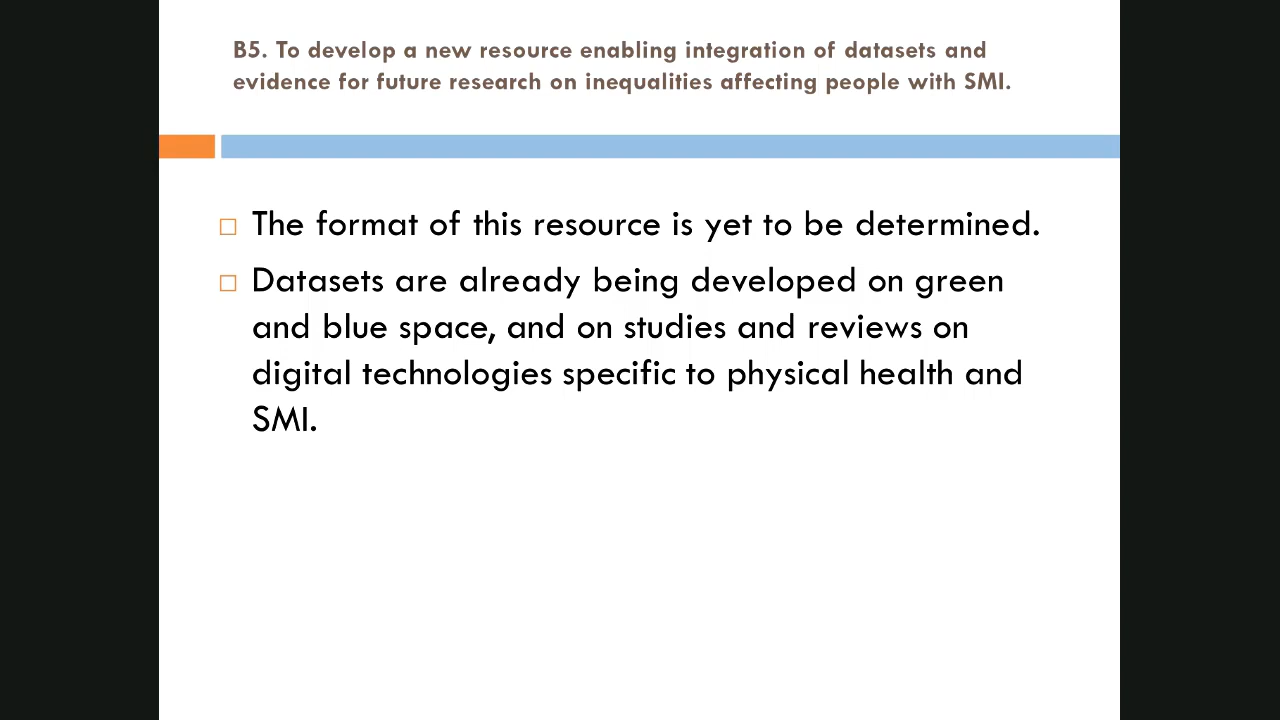 B5. To develop a new resource enabling integration of datasets and
evidence for future research on inequalities affecting people with SMI.
The format of this resource is yet to be determined.
Datasets are already being developed on green
and blue space, and on studies and reviews on
digital technologies specific to physical health and
SMI.